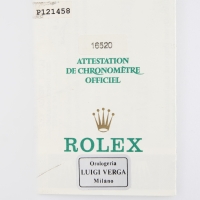 P121458
16520
ATTESTATION
DE CHRONOMÈTRE
OFFICIEL
ROLEX
Orologeria
LUIGI VERGA
Milano